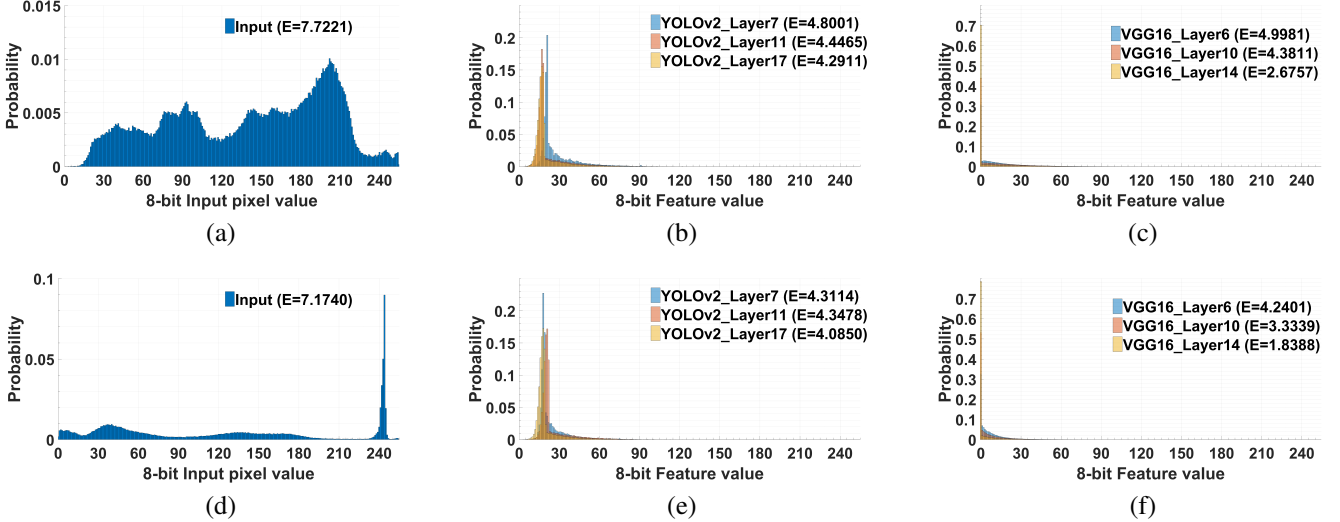 0.015
0.01
0.005
0
Probability
Input (E=7.7221)
0 30 60 90 120 150 180 210 240
8-bit Input pixel value
(a)
0.2
0.15
0.1
0.05
0
Probability
YOLOv2_Layer7 (E=4.8001)
YOLOv2_Layer11 (E=4.4465)
YOLOv2_Layer17 (E=4.2911)
0 30 60 90 120 150 180 210 240
8-bit Feature value
(b)
0.7
0.6
0.5
0.4
0.3
0.2
0.1
0
Probability
VGG16_Layer6 (E=4.9981)
VGG16_Layer10 (E=4.3811)
VGG16_Layer14 (E=2.6757)
0 30 60 90 120 150 180 210 240
8-bit Feature value
(c)
0.1
0.05
0
Probability
Input (E=7.1740)
0 30 60 90 120 150 180 210 240
8-bit Input pixel value
(d)
0.2
0.15
0.1
0.05
0
Probability
YOLOv2_Layer7 (E=4.3114)
YOLOv2_Layer11 (E=4.3478)
YOLOv2_Layer17 (E=4.0850)
0 30 60 90 120 150 180 210 240
8-bit Feature value
(e)
0.7
0.6
0.5
0.4
0.3
0.2
0.1
0
Probability
VGG16_Layer6 (E=4.2401)
VGG16_Layer10 (E=3.3339)
VGG16_Layer14 (E=1.8388)
0 30 60 90 120 150 180 210 240
8-bit Feature value
(f)